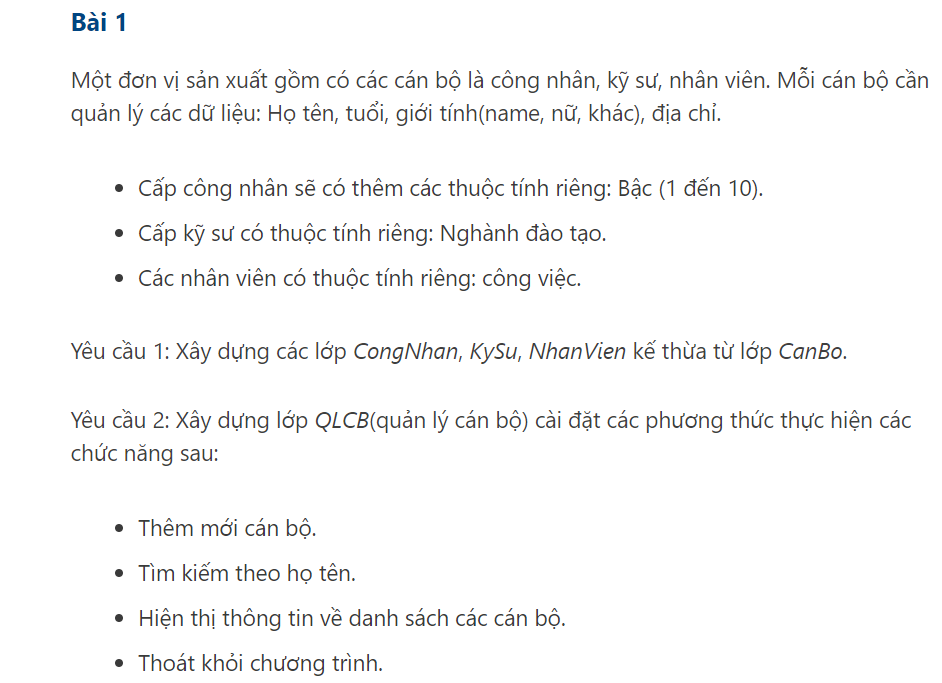 Bài 1
Một đơn vị sản xuất gồm có các cán bộ là công nhân, kỹ sư, nhân viên. Mỗi cán bộ cần
quản lý các dữ liệu: Họ tên, tuổi, giới tính(name, nữ, khác), địa chỉ.
• Cấp công nhân sẽ có thêm các thuộc tính riêng: Bậc (1 đến 10).
• Cấp kỹ sư có thuộc tính riêng: Nghành đào tạo.
• Các nhân viên có thuộc tính riêng: công việc.
Yêu cầu 1: Xây dựng các lớp CongNhan, KySu, NhanVien kế thừa từ lớp CanBo.
Yêu cầu 2: Xây dựng lớp QLCB(quản lý cán bộ) cài đặt các phương thức thực hiện các
chức năng sau:
• Thêm mới cán bộ.
• Tìm kiếm theo họ tên.
• Hiện thị thông tin về danh sách các cán bộ.
• Thoát khỏi chương trình.